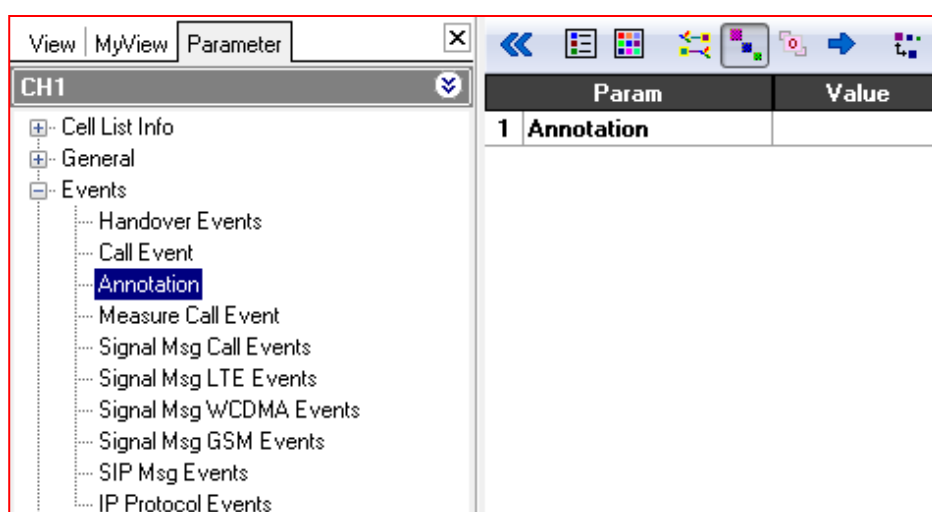 View MyView Parameter
CH1
Cell List Info
General
Events
Handover Events
Call Event
Annotation
Measure Call Event
Signal Msg Call Events
Signal Msg LTE Events
Signal Msg WCDMA Events
Signal Msg GSM Events
SIP Msg Events
IP Protocol Events
Param Value
1 Annotation